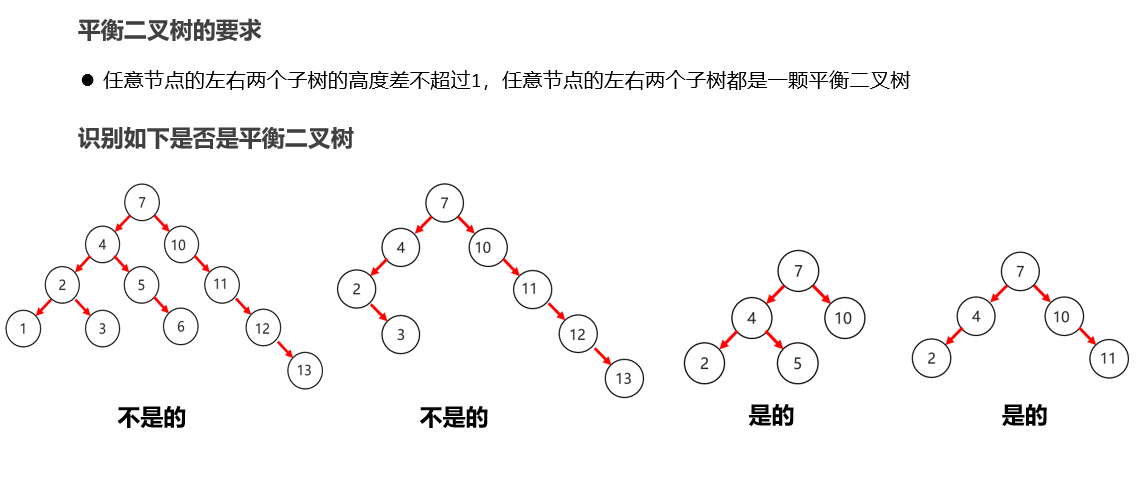 平衡二叉树的要求
● 任意节点的左右两个子树的高度差不超过1，任意节点的左右两个子树都是一颗平衡二叉树
识别如下是否是平衡二叉树
7
4 10
2 5 11
1 3 6 12
13
不是的
7
4 10
2 11
3 12
13
不是的
7
4 10
2 5
是的
7
4 10
2 11
是的